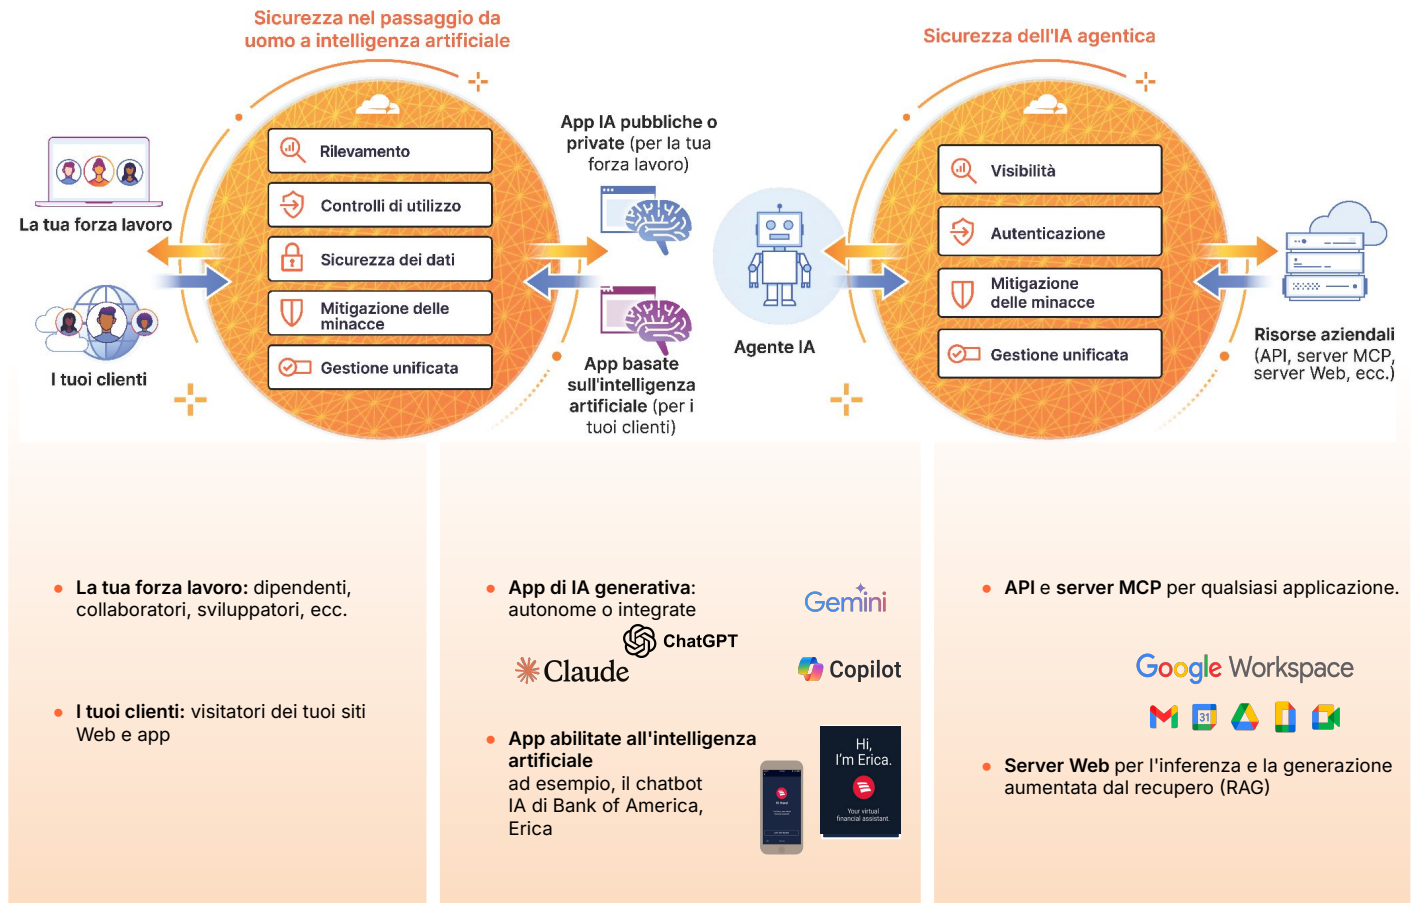 Sicurezza nel passaggio da
uomo a intelligenza artificiale
Sicurezza dell'IA agentica
La tua forza lavoro
I tuoi clienti
Rilevamento
Controlli di utilizzo
Sicurezza dei dati
Mitigazione delle
minacce
Gestione unificata
App IA pubbliche o
private (per la tua
forza lavoro)
App basate
sull'intelligenza
artificiale (per i
tuoi clienti)
Agente IA
Visibilità
Autenticazione
Mitigazione
delle minacce
Gestione unificata
Risorse aziendali
(API, server MCP,
server Web, ecc.)
• La tua forza lavoro: dipendenti,
collaboratori, sviluppatori, ecc.
• I tuoi clienti: visitatori dei tuoi siti
Web e app
• App di IA generativa:
autonome o integrate
Gemini
ChatGPT
Claude
Copilot
• App abilitate all'intelligenza
artificiale
ad esempio, il chatbot
IA di Bank of America,
Erica
Hi,
I'm Erica.
Your virtual
financial assistant.
• API e server MCP per qualsiasi applicazione.
Google Workspace
31
• Server Web per l'inferenza e la generazione
aumentata dal recupero (RAG)